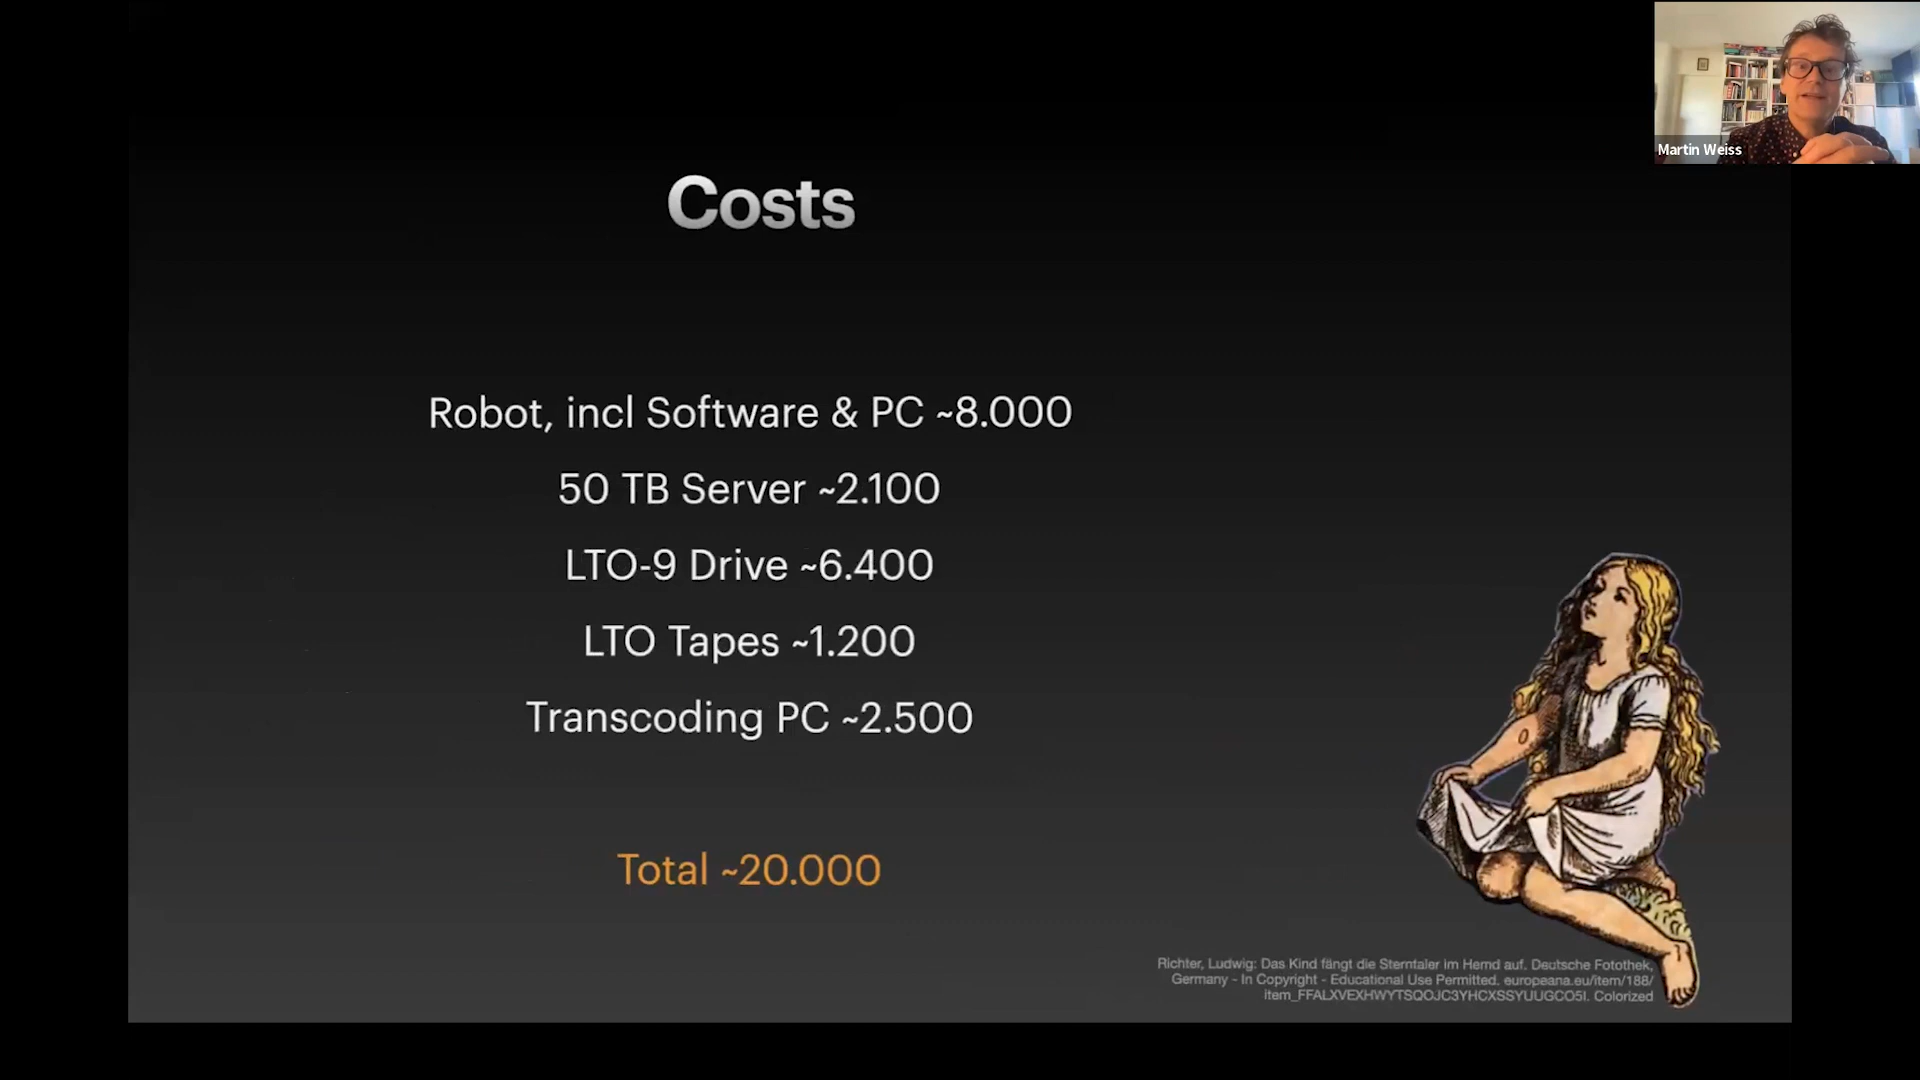 Martin Weiss
Costs
Robot, incl Software & PC ~8.000
50 TB Server ~2.100
LTO-9 Drive ~6.400
LTO Tapes ~1.200
Transcoding PC ~2.500
Total ~20.000
Richter, Ludwig: Das Kind fängt die Sterntaler im Hemd auf. Deutsche Fotothek,
Germany - In Copyright - Educational Use Permitted. europeana.eu/item/188/
item_FFALXVEXHWYTSQOJC3YHCXSSYUUGCO5I. Colorized